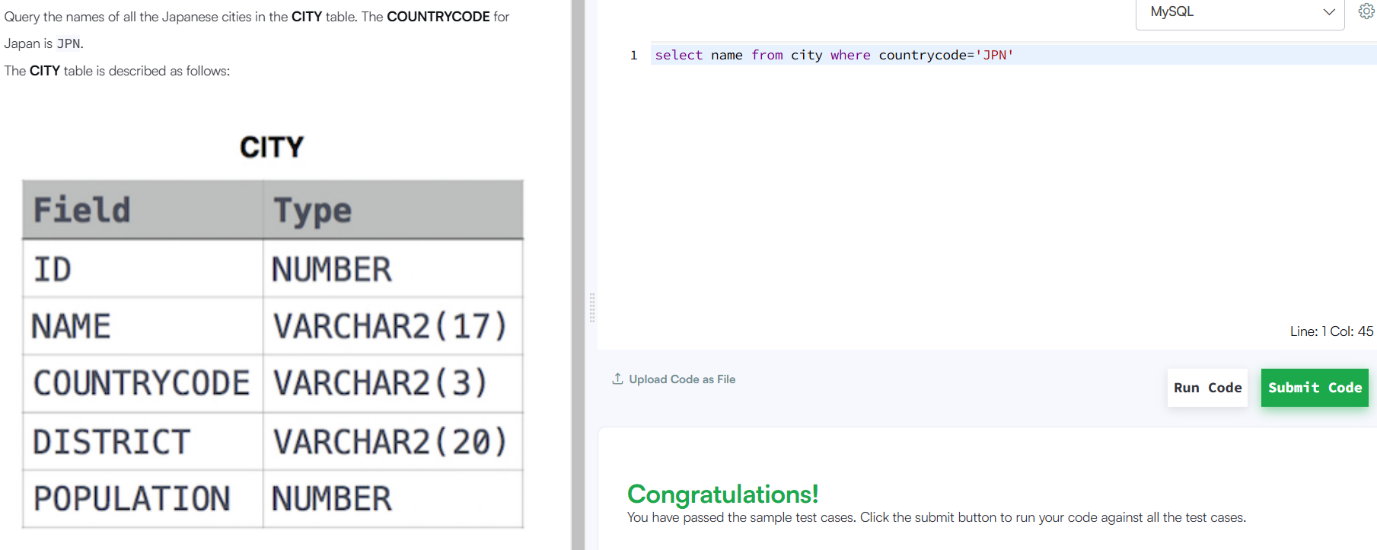 Query the names of all the Japanese cities in the CITY table. The COUNTRYCODE for
Japan is JPN.
The CITY table is described as follows:
CITY
Field Type
ID NUMBER
NAME VARCHAR2(17)
COUNTRYCODE VARCHAR2(3)
DISTRICT VARCHAR2(20)
POPULATION NUMBER
MySQL
1 select name from city where countrycode='JPN'
Line: 1 Col: 45
Upload Code as File
Run Code
Submit Code
Congratulations!
You have passed the sample test cases. Click the submit button to run your code against all the test cases.